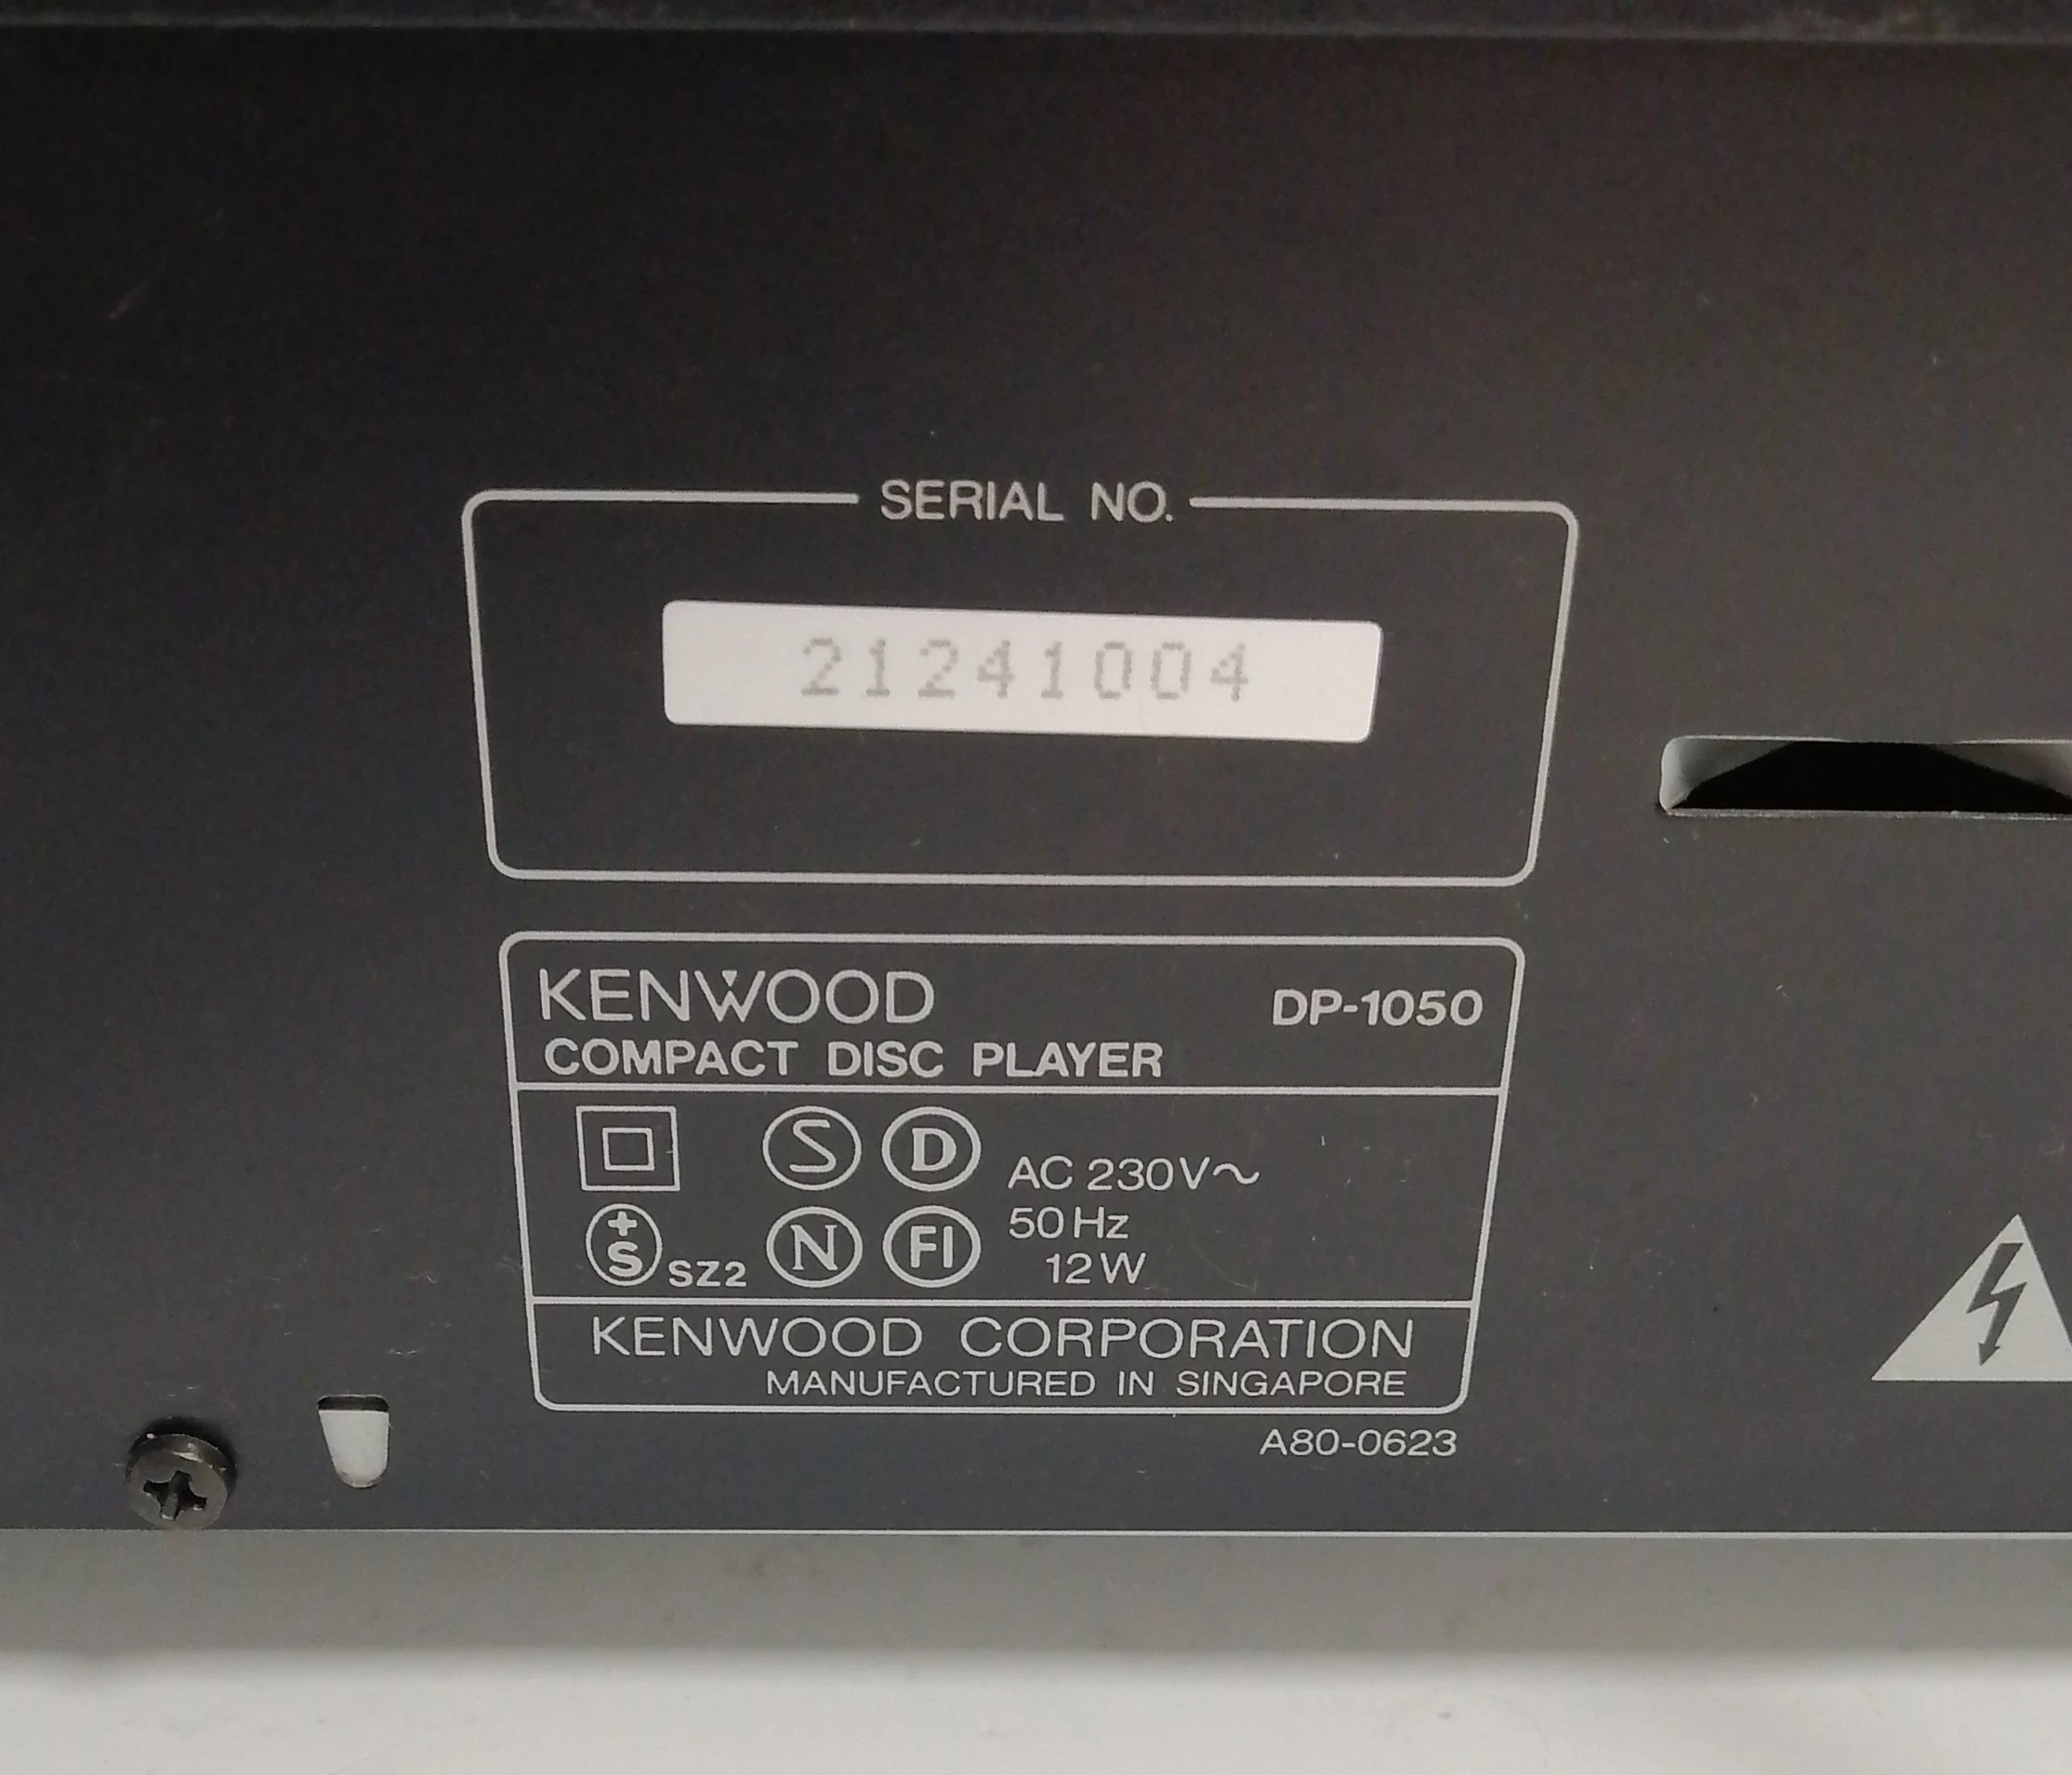 SERIAL NO.
21241004
KENWOOD DP-1050
COMPACT DISC PLAYER
S D AC 230V~
+S SZ2 N FI 50Hz
12W
KENWOOD CORPORATION
MANUFACTURED IN SINGAPORE
A80-0623